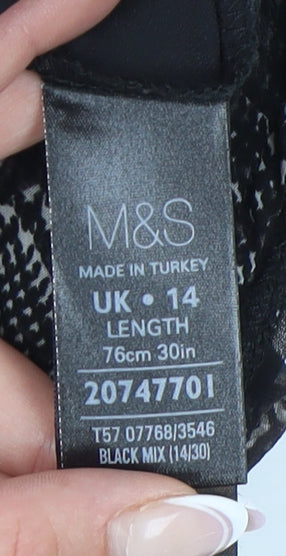 M&S
MADE IN TURKEY
UK • 14
LENGTH
76cm 30in
20747701
T57 07768/3546
BLACK MIX (14/30)